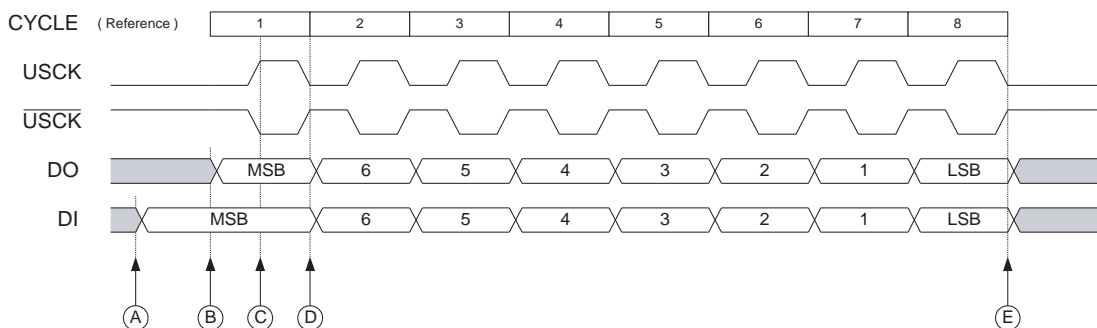 CYCLE ( Reference ) 1 2 3 4 5 6 7 8
USCK
USCK
DO MSB 6 5 4 3 2 1 LSB
DI MSB 6 5 4 3 2 1 LSB
A B C D E